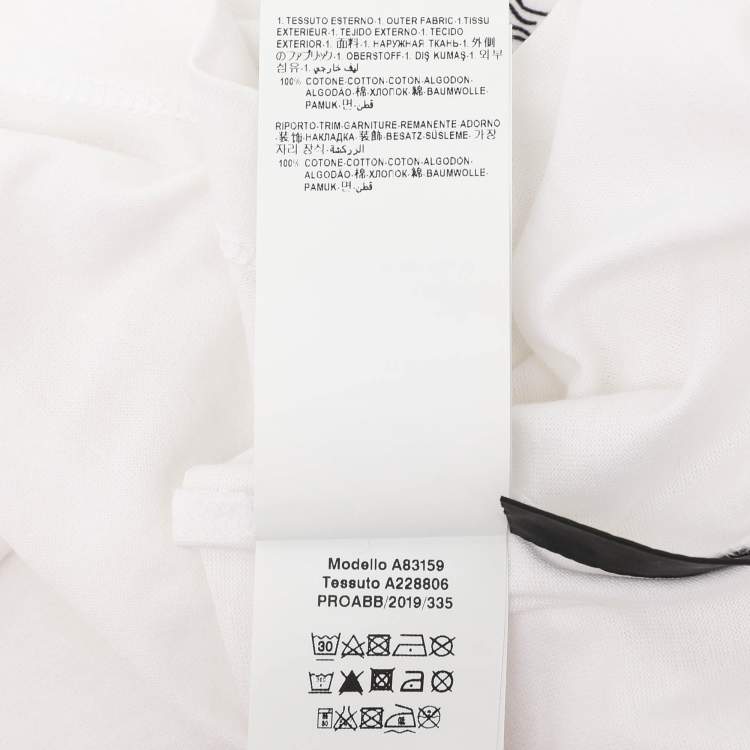 1. TESSUTO ESTERNO-1. OUTER FABRIC-1. TISSU
EXTERIEUR-1. TEJIDO EXTERNO-1. TECIDO
EXTERIOR-1. 面料-1. НАРУЖНАЯ ТКАНЬ-1. 外側
のファブリック-1. OBERSTOFF-1. DIŞ KUMAŞ-1. 외부
섬유-1. ليف خارجي
100% COTONE-COTTON-COTON-ALGODON-
ALGODÃO-棉-ХЛОПОК-綿-BAUMWOLLE-
PAMUK-면-قطن
RIPORTO-TRIM-GARNITURE-REMANENTE ADORNO
-装饰-НАКЛАДКА-装飾-BESATZ-SÜSLEME-가장
자리 장식-الزركشة
100% COTONE-COTTON-COTON-ALGODON-
ALGODÃO-棉-ХЛОПОК-綿-BAUMWOLLE-
PAMUK-면-قطن
Modello A83159
Tessuto A228806
PROABB/2019/335
30